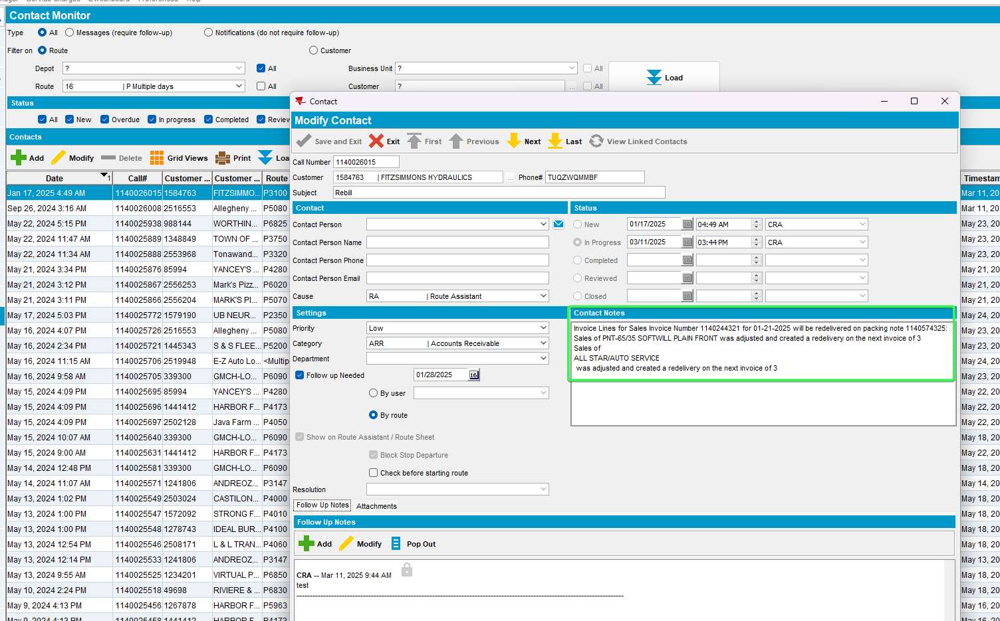 Service Charges Switchboard Preferences Help
Contact Monitor
Type All Messages (require follow-up) Notifications (do not require follow-up)
Filter on Route Customer
Depot ? All Business Unit ? All
Load
Route 16 | P Multiple days All Customer ? ... All
Status
All New Overdue In progress Completed Review
Contacts
Add Modify Delete Grid Views Print Loa
Date 1 Call# Customer ... Customer ... Route
Jan 17, 2025 4:49 AM 1140026015 1584763 FITZSIMMO... P3100
Sep 26, 2024 3:16 AM 1140026008 2516553 Allegheny ... P5080
May 22, 2024 5:15 PM 1140025938 988144 WORTHIN... P6825
May 22, 2024 11:47 AM 1140025889 1348849 TOWN OF ... P3750
May 22, 2024 11:34 AM 1140025888 2553968 Tonawand... P3320
May 21, 2024 3:34 PM 1140025876 85994 YANCEY'S ... P4280
May 21, 2024 3:12 PM 1140025867 2556253 Mark's Pizz... P6020
May 21, 2024 3:11 PM 1140025866 2556204 MARK'S PI... P5070
May 17, 2024 5:03 PM 1140025772 1579190 UB NEUR... P2350
May 16, 2024 4:07 PM 1140025726 2516553 Allegheny ... P5080
May 16, 2024 2:34 PM 1140025721 1445343 S & S FLEE... P5200
May 16, 2024 11:15 AM 1140025706 2549698 E-Z Auto Lo... <Multip
May 16, 2024 9:58 AM 1140025705 339300 GMCH-LO... P6090
May 15, 2024 4:09 PM 1140025695 85994 YANCEY'S ... P4280
May 15, 2024 4:09 PM 1140025696 1441412 HARBOR F... P4173
May 15, 2024 4:09 PM 1140025697 2502128 Java Farm ... P4050
May 15, 2024 10:07 AM 1140025640 339300 GMCH-LO... P6090
May 15, 2024 9:00 AM 1140025631 1441412 HARBOR F... P4173
May 14, 2024 12:48 PM 1140025581 339300 GMCH-LO... P6090
May 14, 2024 11:07 AM 1140025571 1241806 ANDREOZ... P3147
May 13, 2024 1:02 PM 1140025549 2503024 CASTILON... P4000
May 13, 2024 1:00 PM 1140025547 1572092 STRONG F... P4010
May 13, 2024 1:00 PM 1140025548 1278743 IDEAL BUR... P4100
May 13, 2024 12:54 PM 1140025546 2508171 L & L TRAN... P4060
May 13, 2024 12:14 PM 1140025533 1241806 ANDREOZ... P3147
May 13, 2024 9:55 AM 1140025525 1234201 VIRTUAL P... P6850
May 10, 2024 2:24 PM 1140025518 49698 RIVIERE & ... P6830
May 9, 2024 4:13 PM 1140025456 1267878 HARBOR F... P5963
May 9, 2024 4:13 PM 1140025458 1441412 HARBOR F... P4173
Contact
Modify Contact
Save and Exit Exit First Previous Next Last View Linked Contacts
Call Number 1140026015
Customer 1584763 | FITZSIMMONS HYDRAULICS ... Phone# TUQZWQMMBF
Subject Rebill
Contact
Contact Person
Contact Person Name
Contact Person Phone
Contact Person Email
Cause RA | Route Assistant
Status
New 01/17/2025 16 04:49 AM CRA
In Progress 03/11/2025 16 03:44 PM CRA
Completed 16
Reviewed 16
Closed 16
Settings
Priority Low
Category ARR | Accounts Receivable
Department
Follow up Needed 01/28/2025 16
By user
By route
Show on Route Assistant / Route Sheet
Block Stop Departure
Check before starting route
Resolution
Contact Notes
Invoice Lines for Sales Invoice Number 1140244321 for 01-21-2025 will be redelivered on packing note 1140574325:
Sales of PNT-65/35 SOFTWILL PLAIN FRONT was adjusted and created a redelivery on the next invoice of 3
Sales of
ALL STAR/AUTO SERVICE
was adjusted and created a redelivery on the next invoice of 3
Follow Up Notes Attachments
Follow Up Notes
Add Modify Pop Out
CRA -- Mar 11, 2025 9:44 AM
test
Timestam
Mar 11, 20
Mar 11, 20
May 23, 20
May 23, 20
May 23, 20
May 21, 20
May 21, 20
May 21, 20
May 24, 20
May 23, 20
May 23, 20
May 24, 20
May 23, 20
May 22, 20
May 22, 20
May 22, 20
May 18, 20
May 22, 20
May 18, 20
May 14, 20
May 18, 20
May 18, 20
May 18, 20
May 18, 20
May 13, 20
May 18, 20
May 18, 20
May 16, 20
May 16, 20